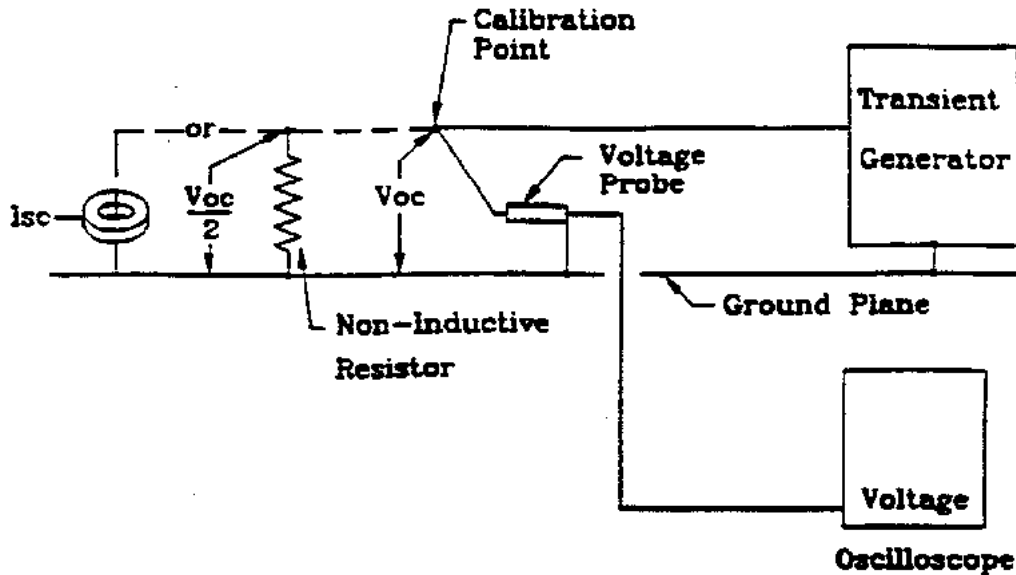 Calibration
Point
Transient
Generator
or
Voltage
Probe
Isc
Voc
2
Voc
Ground Plane
Non-Inductive
Resistor
Voltage
Oscilloscope